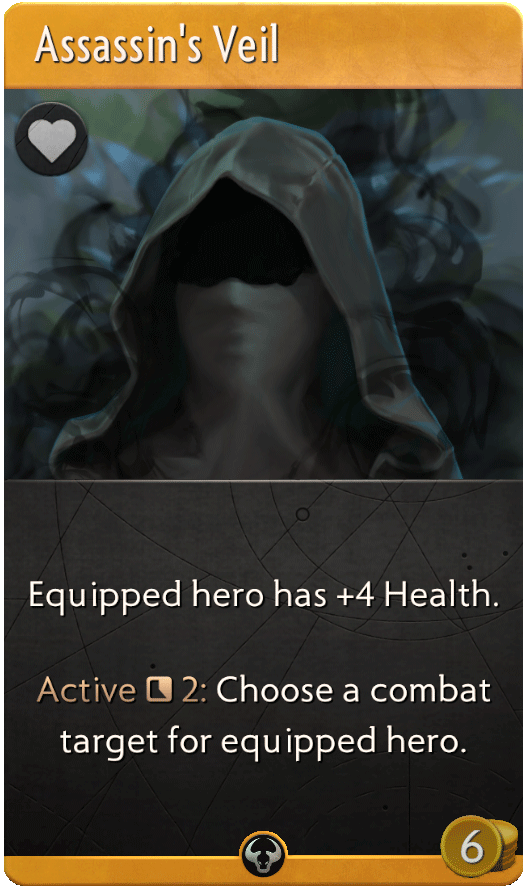 Assassin's Veil
Equipped hero has +4 Health.
Active 2: Choose a combat
target for equipped hero.
6